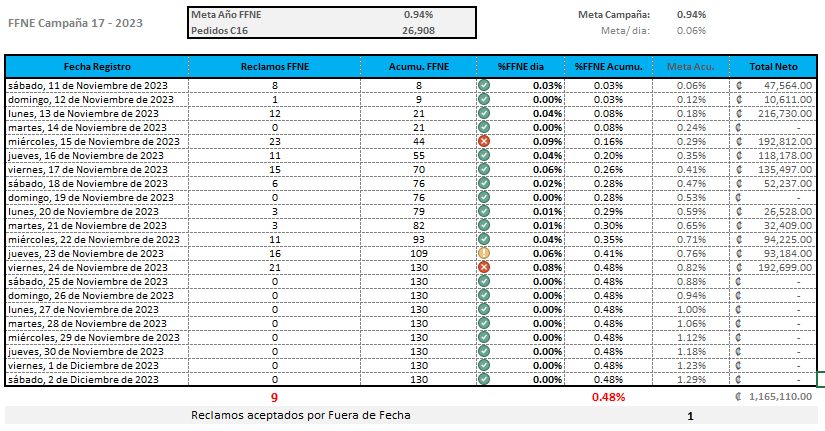 FFNE Campaña 17 - 2023
Meta Año FFNE 0.94%
Pedidos C16 26,908
Meta Campaña: 0.94%
Meta/ dia: 0.06%
Fecha Registro Reclamos FFNE Acumu. FFNE %FFNE dia %FFNE Acumu. Meta Acu. Total Neto
sábado, 11 de Noviembre de 2023 8 8 0.03% 0.03% 0.06% ₡ 47,564.00
domingo, 12 de Noviembre de 2023 1 9 0.00% 0.03% 0.12% ₡ 10,611.00
lunes, 13 de Noviembre de 2023 12 21 0.04% 0.08% 0.18% ₡ 216,730.00
martes, 14 de Noviembre de 2023 0 21 0.00% 0.08% 0.24% ₡ -
miércoles, 15 de Noviembre de 2023 23 44 0.09% 0.16% 0.29% ₡ 192,812.00
jueves, 16 de Noviembre de 2023 11 55 0.04% 0.20% 0.35% ₡ 118,178.00
viernes, 17 de Noviembre de 2023 15 70 0.06% 0.26% 0.41% ₡ 135,497.00
sábado, 18 de Noviembre de 2023 6 76 0.02% 0.28% 0.47% ₡ 52,237.00
domingo, 19 de Noviembre de 2023 0 76 0.00% 0.28% 0.53% ₡ -
lunes, 20 de Noviembre de 2023 3 79 0.01% 0.29% 0.59% ₡ 26,528.00
martes, 21 de Noviembre de 2023 3 82 0.01% 0.30% 0.65% ₡ 32,409.00
miércoles, 22 de Noviembre de 2023 11 93 0.04% 0.35% 0.71% ₡ 94,225.00
jueves, 23 de Noviembre de 2023 16 109 0.06% 0.41% 0.76% ₡ 93,184.00
viernes, 24 de Noviembre de 2023 21 130 0.08% 0.48% 0.82% ₡ 192,699.00
sábado, 25 de Noviembre de 2023 0 130 0.00% 0.48% 0.88% ₡ -
domingo, 26 de Noviembre de 2023 0 130 0.00% 0.48% 0.94% ₡ -
lunes, 27 de Noviembre de 2023 0 130 0.00% 0.48% 1.00% ₡ -
martes, 28 de Noviembre de 2023 0 130 0.00% 0.48% 1.06% ₡ -
miércoles, 29 de Noviembre de 2023 0 130 0.00% 0.48% 1.12% ₡ -
jueves, 30 de Noviembre de 2023 0 130 0.00% 0.48% 1.18% ₡ -
viernes, 1 de Diciembre de 2023 0 130 0.00% 0.48% 1.23% ₡ -
sábado, 2 de Diciembre de 2023 0 130 0.00% 0.48% 1.29% ₡ -
9 0.48% ₡ 1,165,110.00
Reclamos aceptados por Fuera de Fecha 1